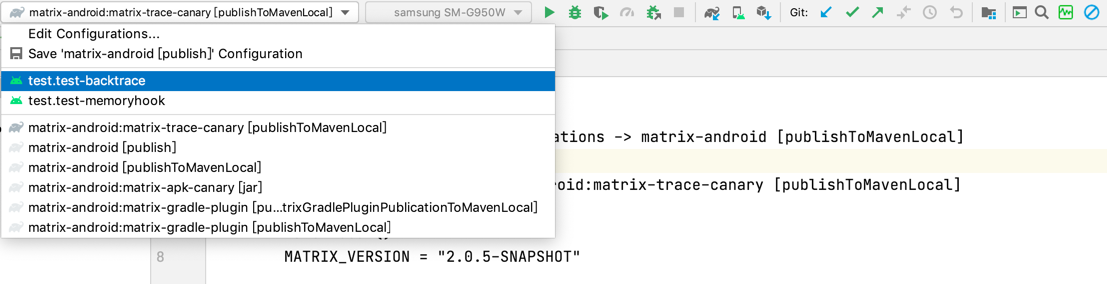 matrix-android:matrix-trace-canary [publishToMavenLocal]
samsung SM-G950W
Git:
Edit Configurations...
Save 'matrix-android [publish]' Configuration
test.test-backtrace
test.test-memoryhook
matrix-android:matrix-trace-canary [publishToMavenLocal]
ations -> matrix-android [publishToMavenLocal]
matrix-android [publish]
matrix-android [publishToMavenLocal]
matrix-android:matrix-apk-canary [jar]
oid:matrix-trace-canary [publishToMavenLocal]
matrix-android:matrix-gradle-plugin [pu...trixGradlePluginPublicationToMavenLocal]
matrix-android:matrix-gradle-plugin [publishToMavenLocal]
8 MATRIX_VERSION = "2.0.5-SNAPSHOT"